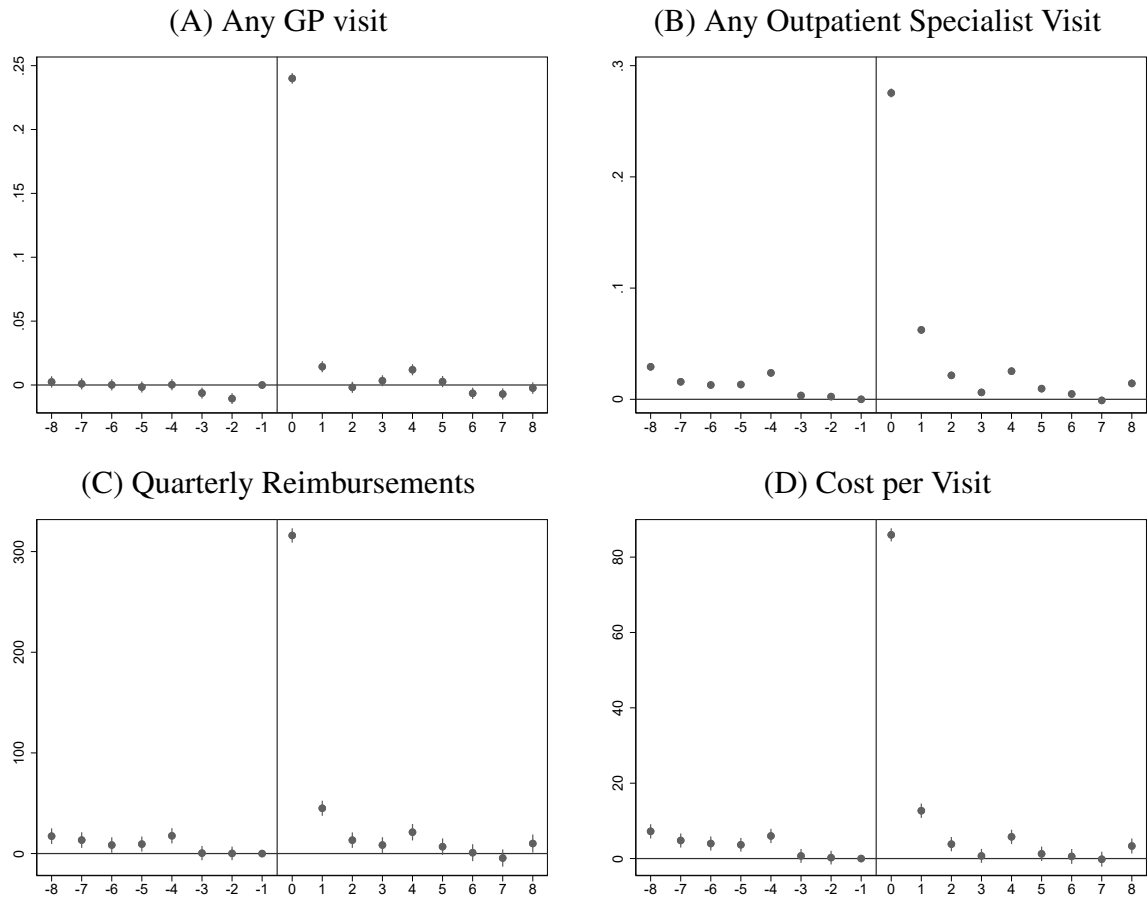 (A) Any GP visit
.25
.2
.15
.1
.05
0
-8 -7 -6 -5 -4 -3 -2 -1 0 1 2 3 4 5 6 7 8
(B) Any Outpatient Specialist Visit
.3
.2
.1
0
-8 -7 -6 -5 -4 -3 -2 -1 0 1 2 3 4 5 6 7 8
(C) Quarterly Reimbursements
300
200
100
0
-8 -7 -6 -5 -4 -3 -2 -1 0 1 2 3 4 5 6 7 8
(D) Cost per Visit
80
60
40
20
0
-8 -7 -6 -5 -4 -3 -2 -1 0 1 2 3 4 5 6 7 8